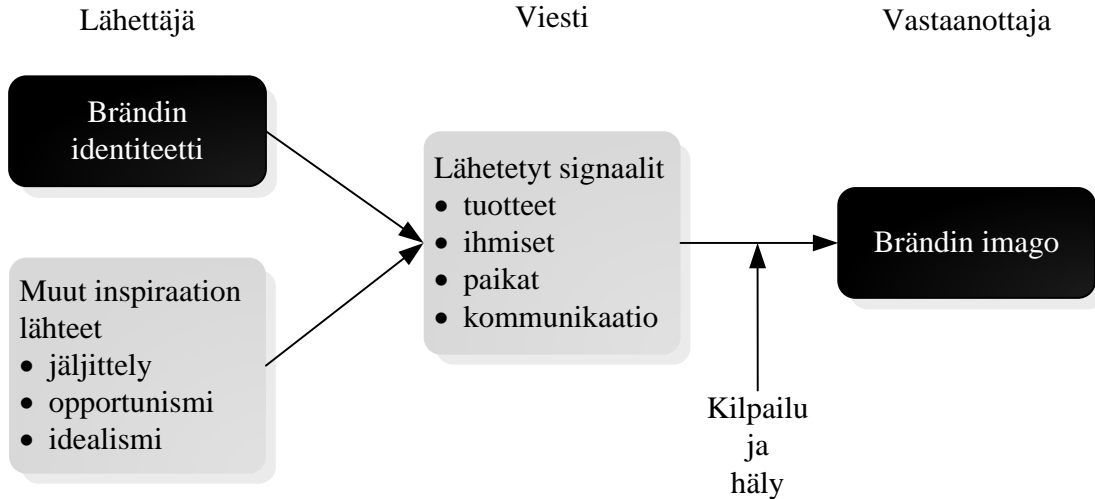 Lähettäjä
Viesti
Vastaanottaja
Brändin
identiteetti
Muut inspiraation
lähteet
• jäljittely
• opportunismi
• idealismi
Lähetetyt signaalit
• tuotteet
• ihmiset
• paikat
• kommunikaatio
Brändin imago
Kilpailu
ja
häly